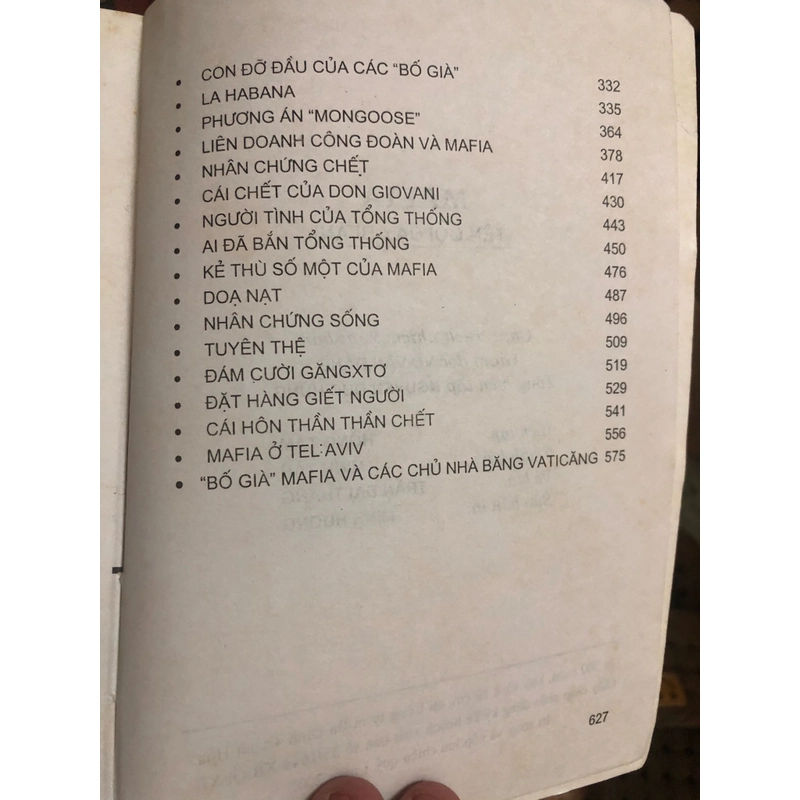 • CON ĐỠ ĐẦU CỦA CÁC “BỐ GIÀ” 332
• LA HABANA 335
• PHƯƠNG ÁN “MONGOOSE” 364
• LIÊN DOANH CÔNG ĐOÀN VÀ MAFIA 378
• NHÂN CHỨNG CHẾT 417
• CÁI CHẾT CỦA DON GIOVANI 430
• NGƯỜI TÌNH CỦA TỔNG THỐNG 443
• AI ĐÃ BẮN TỔNG THỐNG 450
• KẺ THÙ SỐ MỘT CỦA MAFIA 476
• DOẠ NẠT 487
• NHÂN CHỨNG SỐNG 496
• TUYÊN THỆ 509
• ĐÁM CƯỚI GĂNGXTƠ 519
• ĐẶT HÀNG GIẾT NGƯỜI 529
• CÁI HÔN THẦN THẦN CHẾT 541
• MAFIA Ở TEL AVIV 556
• “BỐ GIÀ” MAFIA VÀ CÁC CHỦ NHÀ BĂNG VATICĂNG 575
627